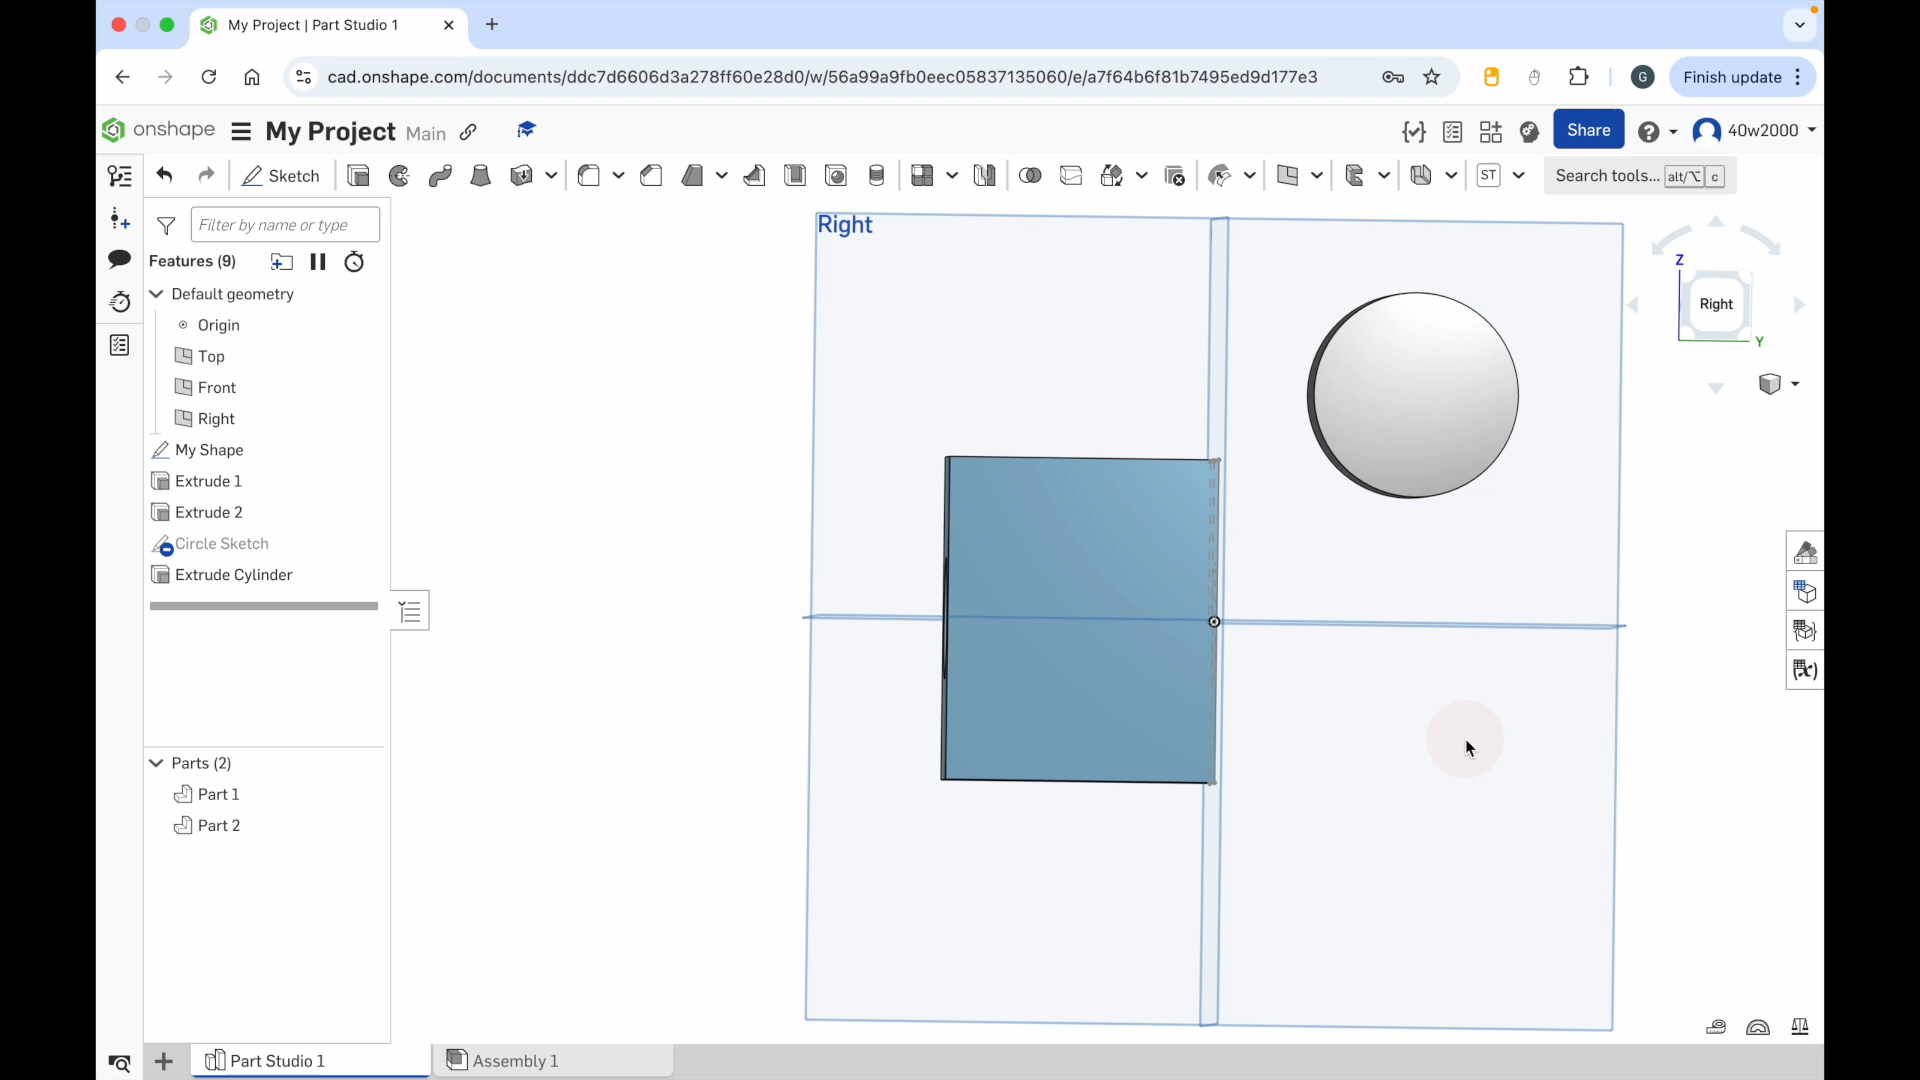 My Project | Part Studio 1
cad.onshape.com/documents/ddc7d6606d3a278ff60e28d0/w/56a99a9fb0eec05837135060/e/a7f64b6f81b7495ed9d177e3
G
Finish update
onshape
My Project Main
Share
40w2000
Sketch
ST
Search tools... alt/⌥ c
Filter by name or type
Features (9)
Default geometry
Origin
Top
Front
Right
My Shape
Extrude 1
Extrude 2
Circle Sketch
Extrude Cylinder
Parts (2)
Part 1
Part 2
Right
Z
Right
Y
Part Studio 1
Assembly 1